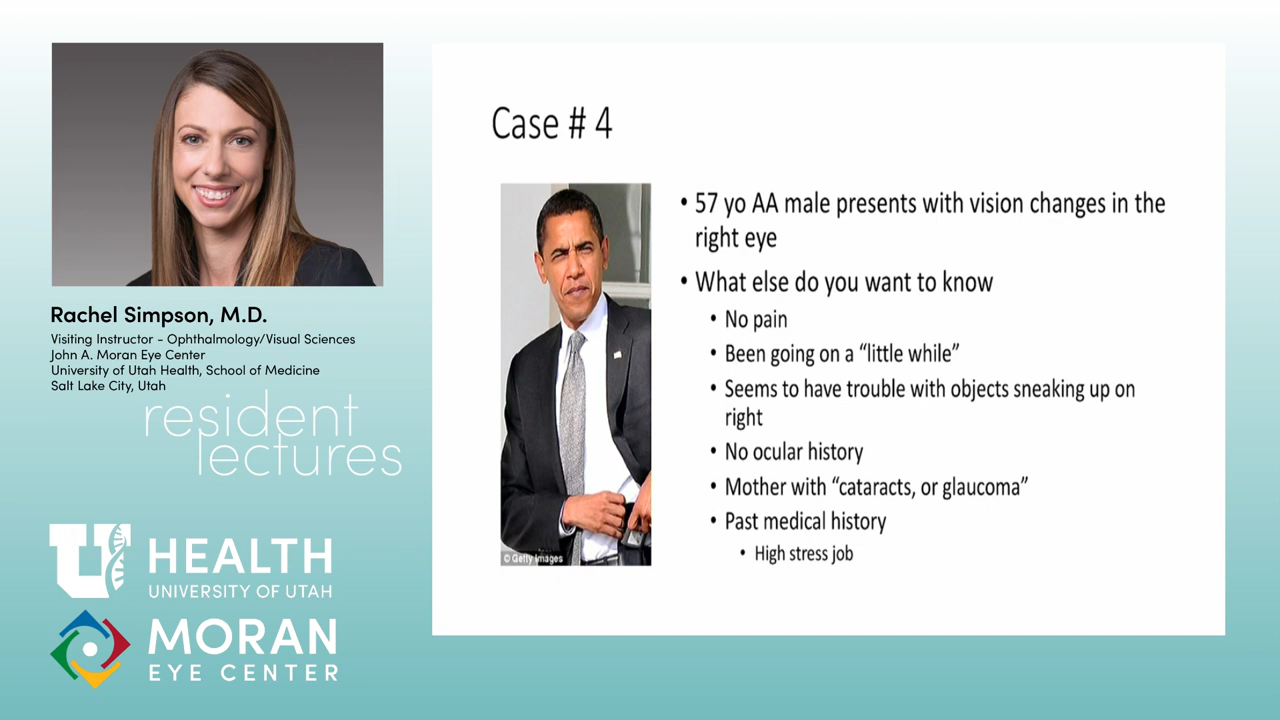 Rachel Simpson, M.D.
Visiting Instructor - Ophthalmology/Visual Sciences
John A. Moran Eye Center
University of Utah Health, School of Medicine
Salt Lake City, Utah
resident
lectures
U HEALTH
UNIVERSITY OF UTAH
MORAN
EYE CENTER
Case # 4
© Getty Images
• 57 yo AA male presents with vision changes in the
right eye
• What else do you want to know
• No pain
• Been going on a “little while”
• Seems to have trouble with objects sneaking up on
right
• No ocular history
• Mother with “cataracts, or glaucoma”
• Past medical history
• High stress job